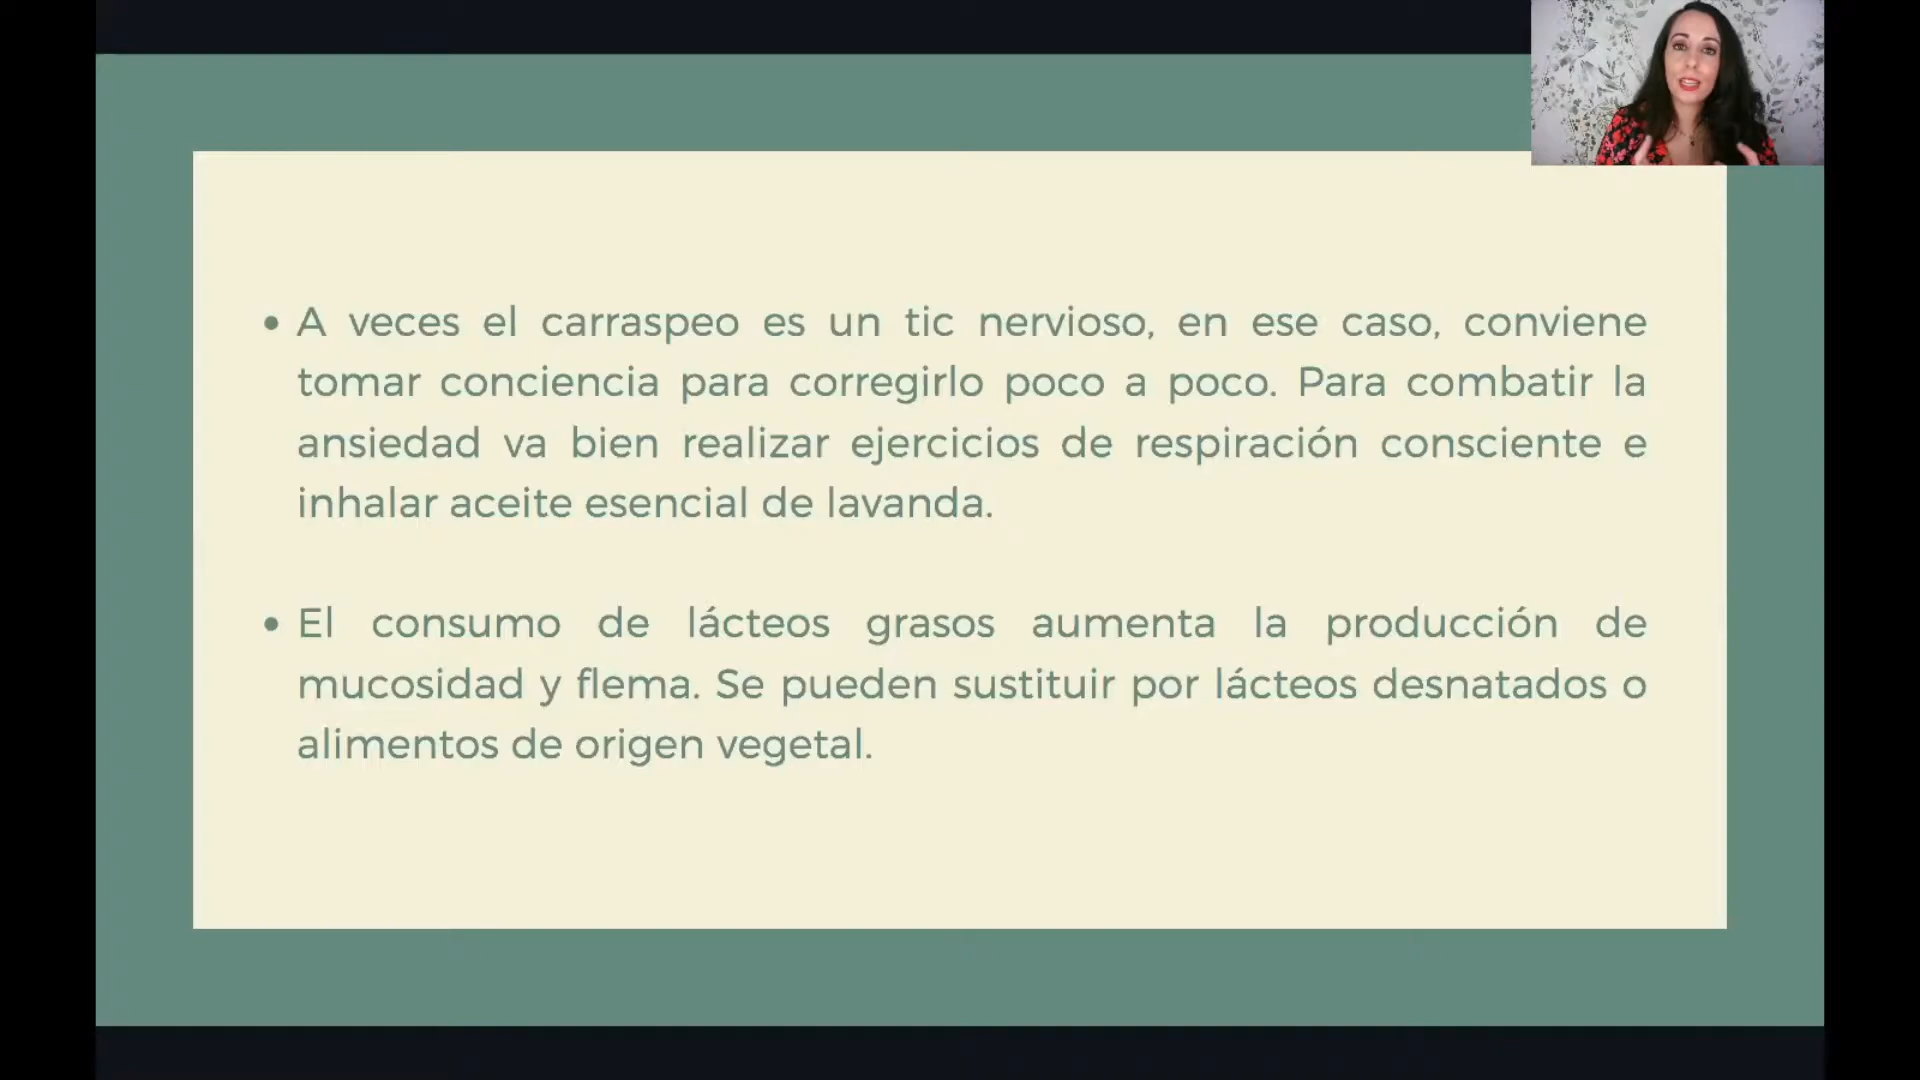 • A veces el carraspeo es un tic nervioso, en ese caso, conviene
tomar conciencia para corregirlo poco a poco. Para combatir la
ansiedad va bien realizar ejercicios de respiración consciente e
inhalar aceite esencial de lavanda.
• El consumo de lácteos grasos aumenta la producción de
mucosidad y flema. Se pueden sustituir por lácteos desnatados o
alimentos de origen vegetal.